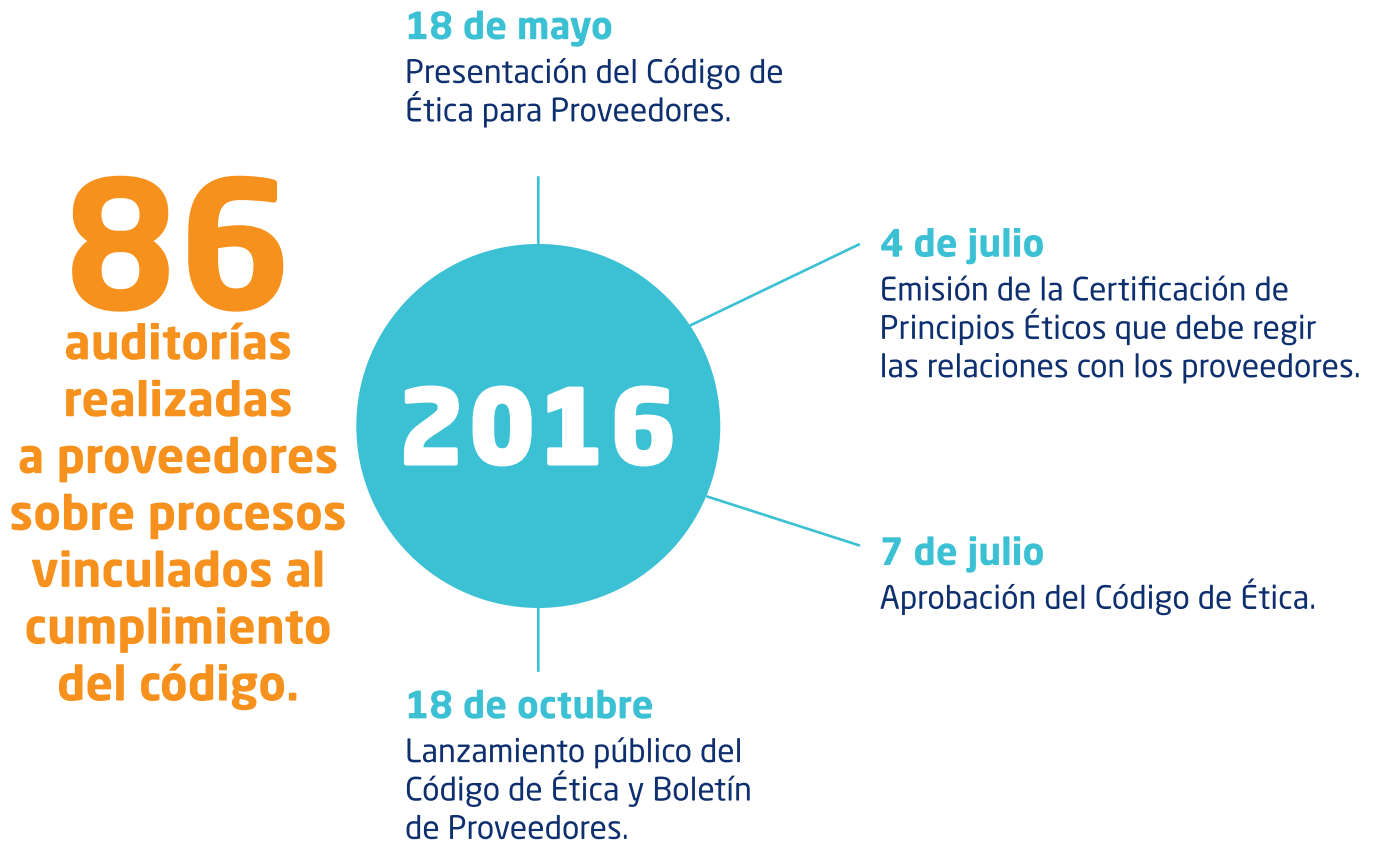 18 de mayo
Presentación del Código de
Ética para Proveedores.
86
auditorías
realizadas
a proveedores
sobre procesos
vinculados al
cumplimiento
del código.
2016
4 de julio
Emisión de la Certificación de
Principios Éticos que debe regir
las relaciones con los proveedores.
7 de julio
Aprobación del Código de Ética.
18 de octubre
Lanzamiento público del
Código de Ética y Boletín
de Proveedores.